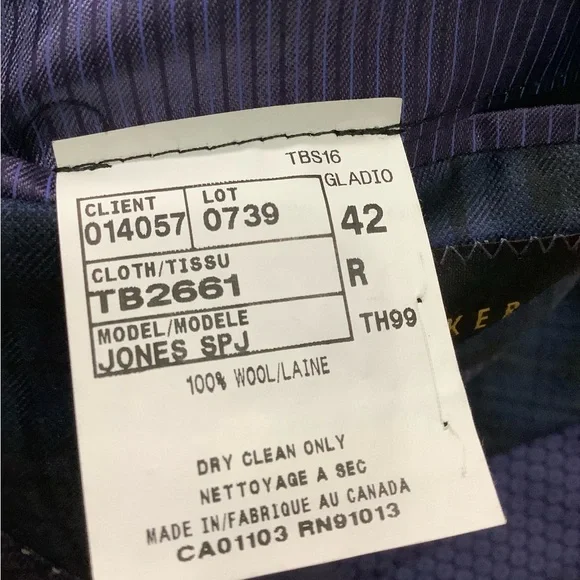 TBS16
GLADIO
CLIENT
014057
LOT
0739
42
CLOTH/TISSU
TB2661
R
MODEL/MODELE
JONES SPJ
TH99
100% WOOL/LAINE
DRY CLEAN ONLY
NETTOYAGE A SEC
MADE IN/FABRIQUE AU CANADA
CA01103 RN91013
KER